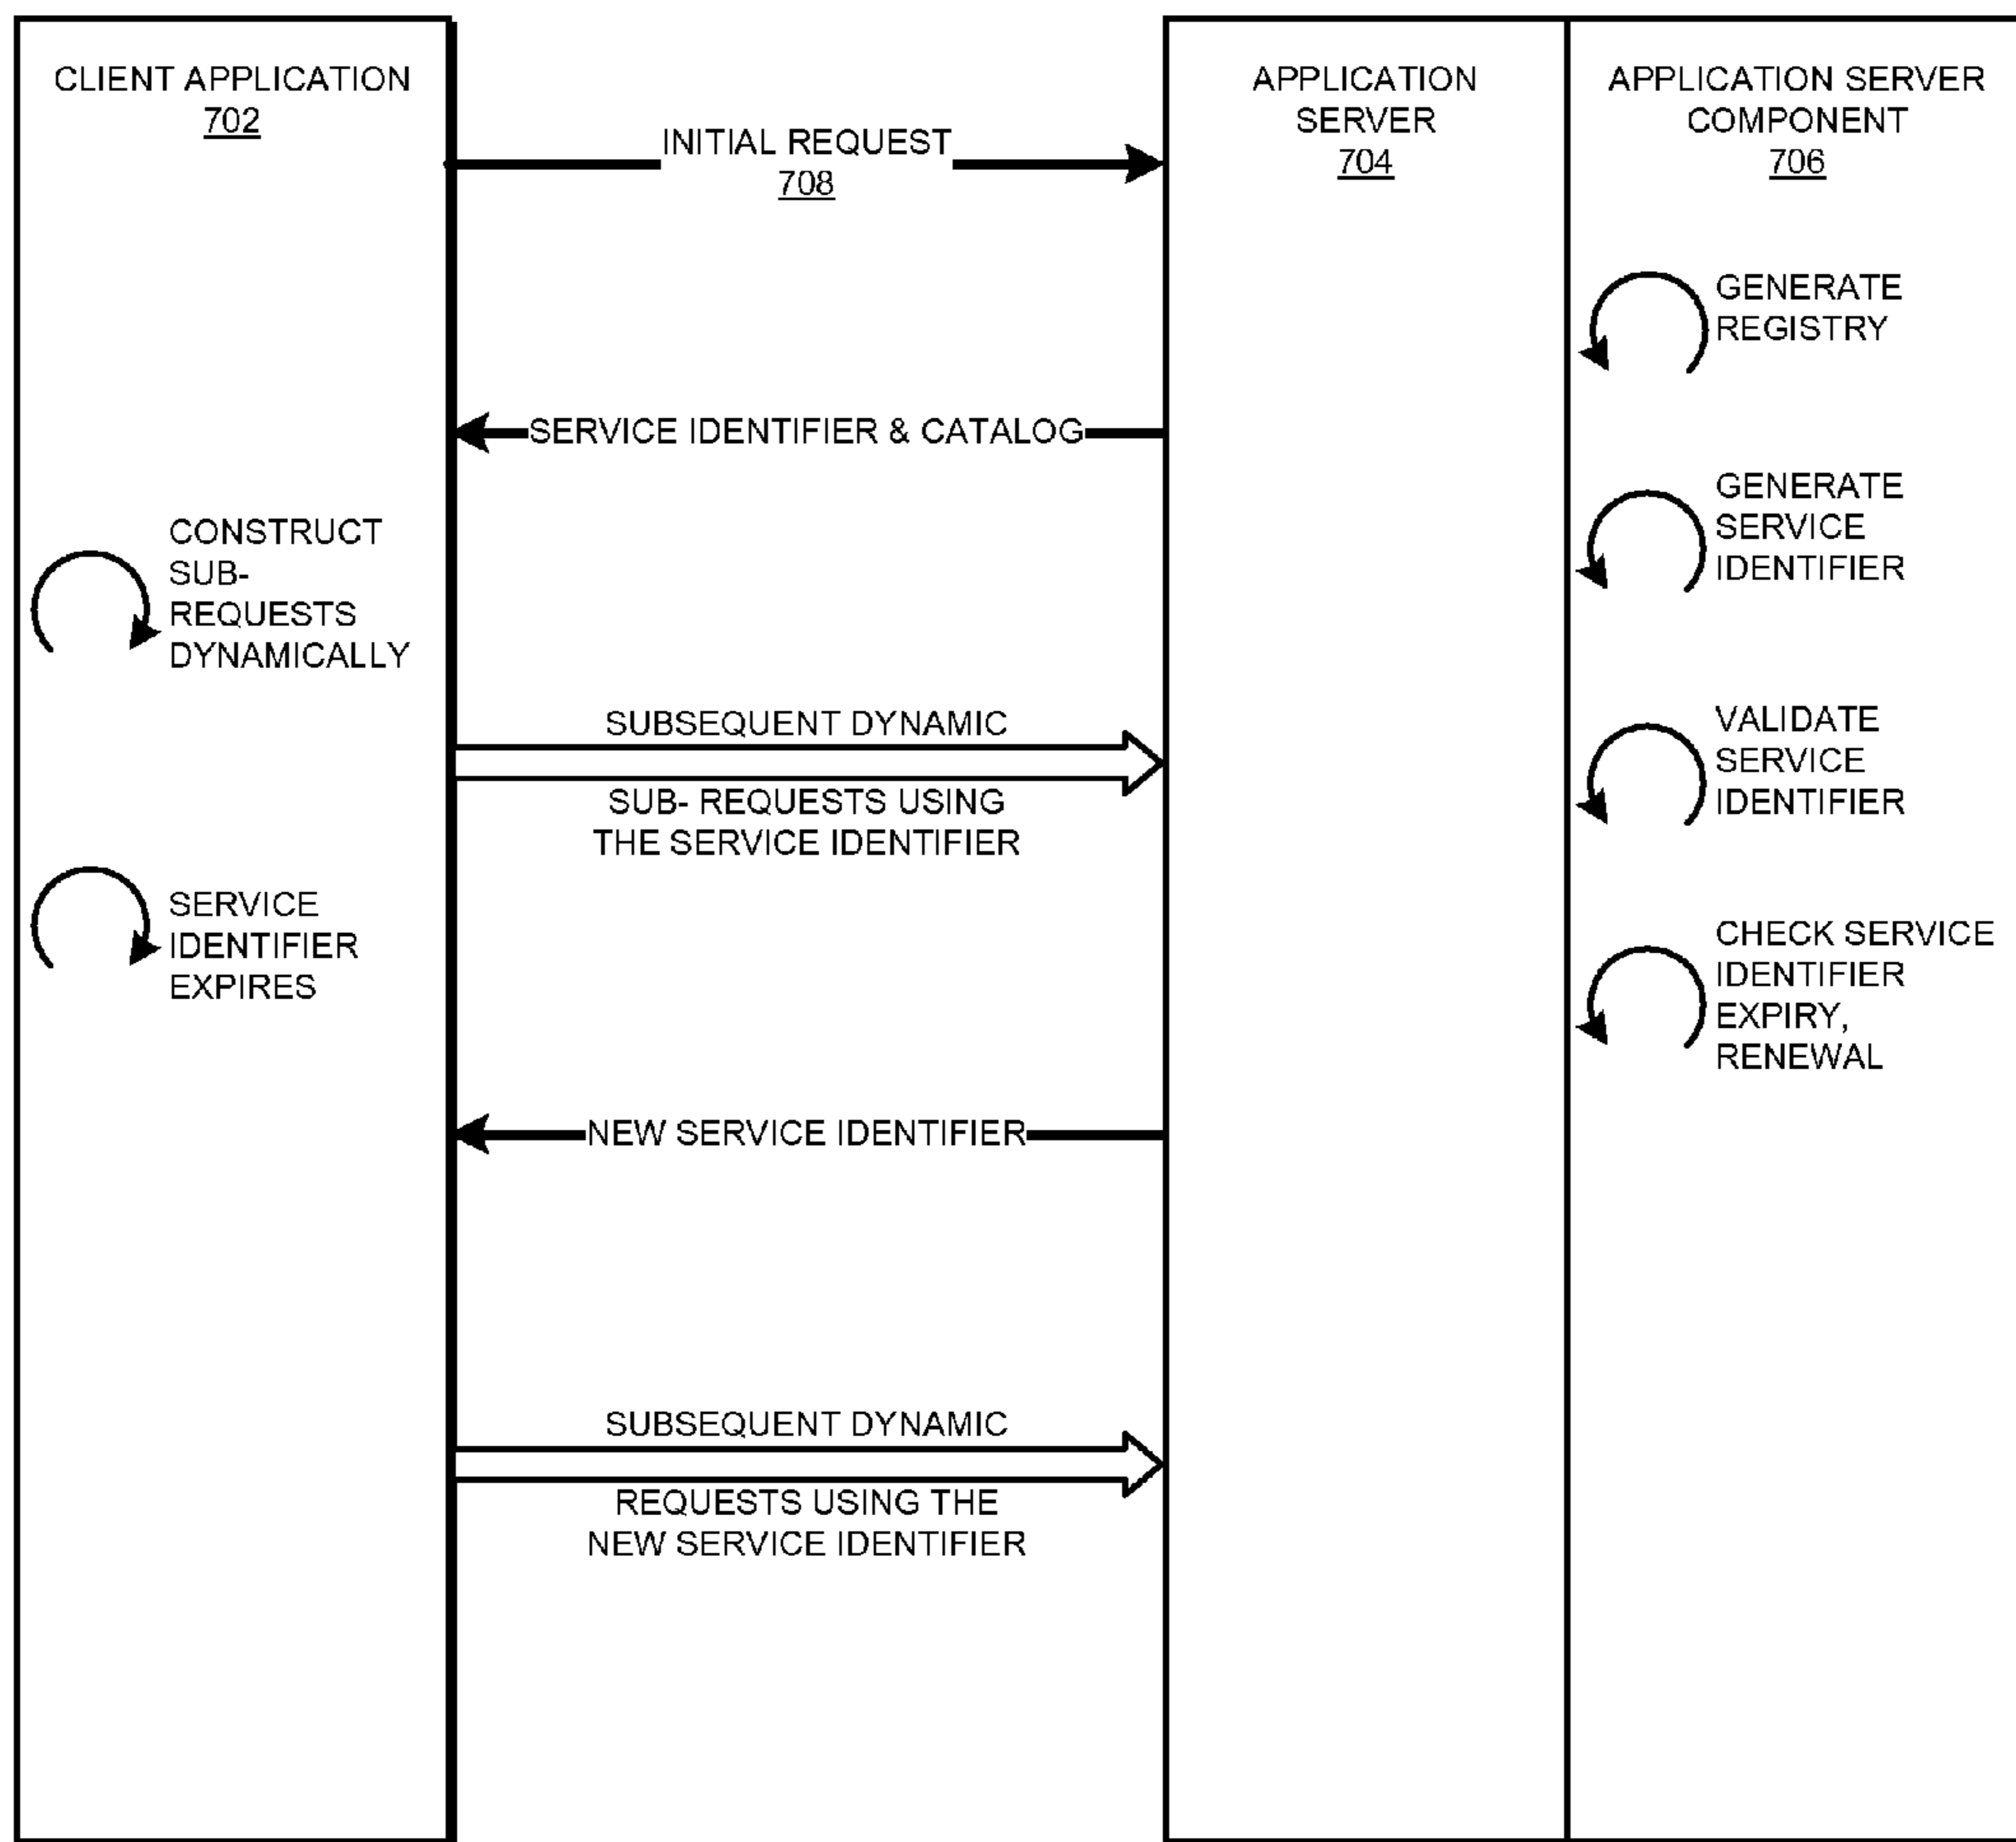 CLIENT APPLICATION
702
INITIAL REQUEST
708
APPLICATION
SERVER
704
APPLICATION SERVER
COMPONENT
706
GENERATE
REGISTRY
SERVICE IDENTIFIER & CATALOG
GENERATE
SERVICE
IDENTIFIER
CONSTRUCT
SUB-
REQUESTS
DYNAMICALLY
SUBSEQUENT DYNAMIC
SUB- REQUESTS USING
THE SERVICE IDENTIFIER
VALIDATE
SERVICE
IDENTIFIER
SERVICE
IDENTIFIER
EXPIRES
CHECK SERVICE
IDENTIFIER
EXPIRY,
RENEWAL
NEW SERVICE IDENTIFIER
SUBSEQUENT DYNAMIC
REQUESTS USING THE
NEW SERVICE IDENTIFIER